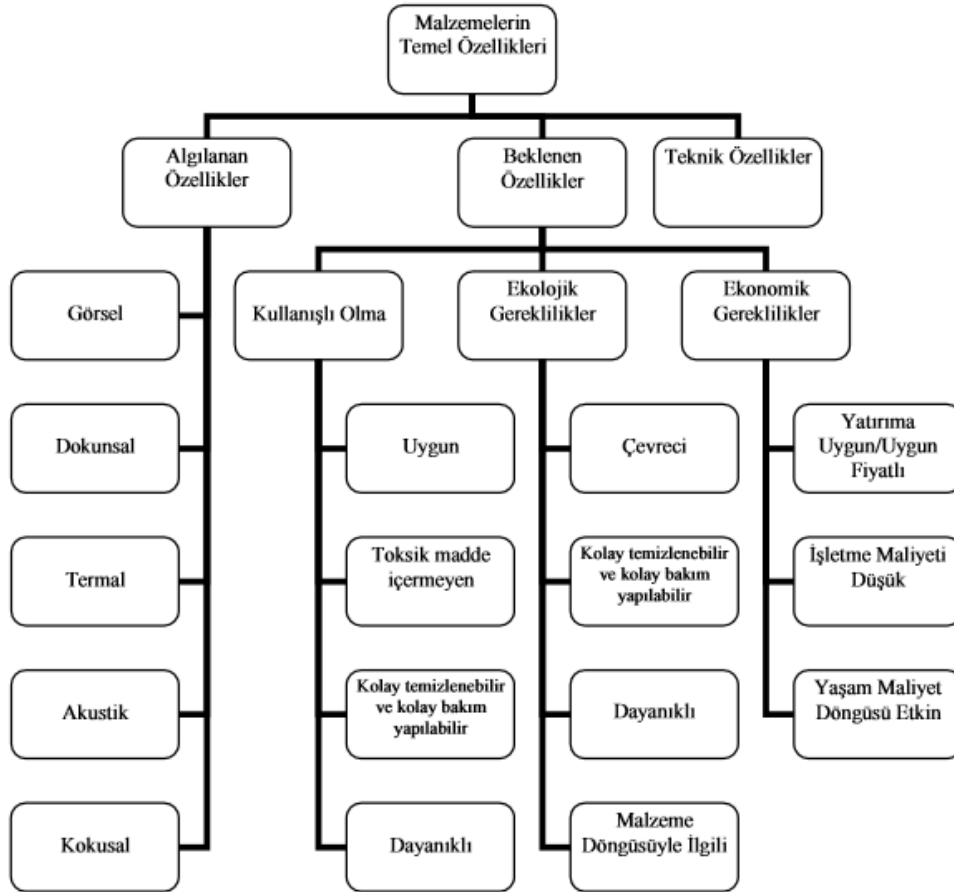 Malzemelerin
Temel Özellikleri
Algılanan
Özellikler
Beklenen
Özellikler
Teknik Özellikler
Görsel
Kullanışlı Olma
Ekolojik
Gereklilikler
Ekonomik
Gereklilikler
Dokunsal
Uygun
Çevreci
Yatırıma
Uygun/Uygun
Fiyatlı
Termal
Toksik madde
içermeyen
Kolay temizlenebilir
ve kolay bakım
yapılabilir
İşletme Maliyeti
Düşük
Akustik
Kolay temizlenebilir
ve kolay bakım
yapılabilir
Dayanıklı
Yaşam Maliyet
Döngüsü Etkin
Kokusal
Dayanıklı
Malzeme
Döngüsüyle İlgili